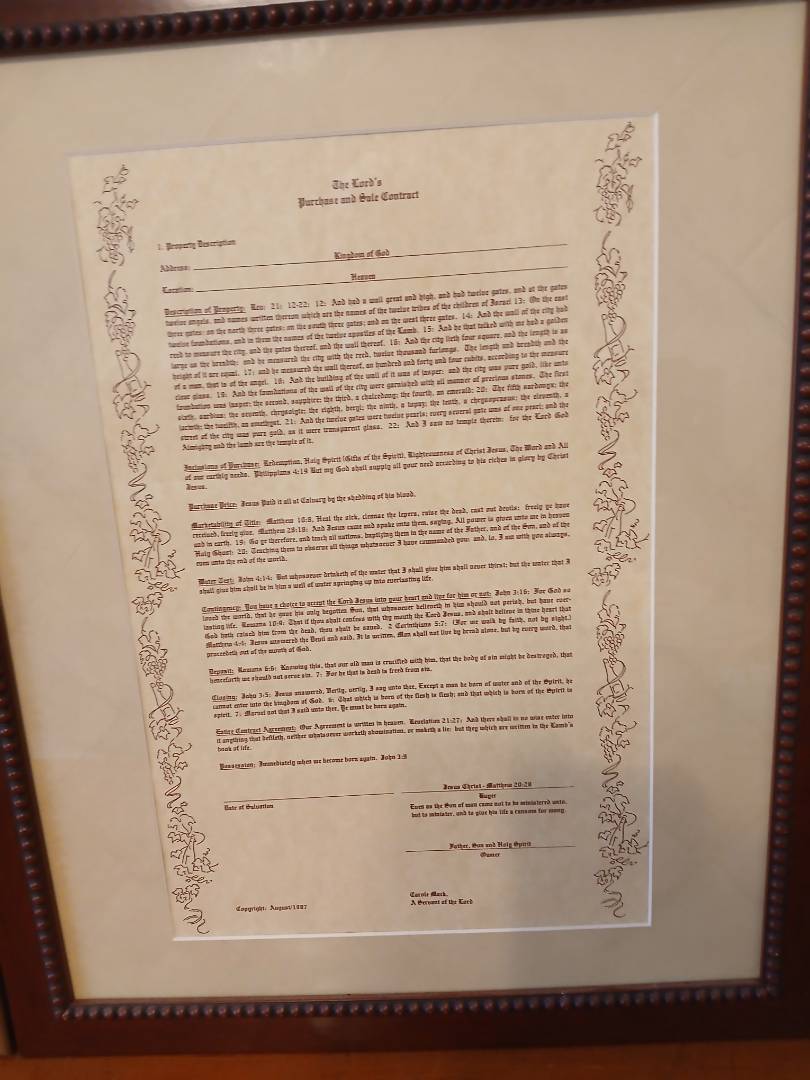 The Lord's
Purchase and Sale Contract
1. Property Description
Address: Kingdom of God
Location: Heaven
Description of Property: Rev: 21: 12-22: 12: And had a wall great and high, and had twelve gates, and at the gates
twelve angels, and names written thereon which are the names of the twelve tribes of the children of Israel 13: On the east
three gates: on the north three gates: on the south three gates: and on the west three gates. 14: And the wall of the city had
twelve foundations, and in them the names of the twelve apostles of the Lamb. 15: And he that talked with me had a golden
reed to measure the city, and the gates thereof, and the wall thereof. 16: And the city lieth four square, and the length is as
large as the breadth: and he measured the city with the reed, twelve thousand furlongs. The length and breadth and the
height of it are equal. 17: and he measured the wall thereof, an hundred and forty and four cubits, according to the measure
of a man, that is of the angel. 18: And the building of the wall of it was of jasper: and the city was pure gold, like unto
clear glass. 19: And the foundations of the wall of the city were garnished with all manner of precious stones. The first
foundation was jasper; the second, sapphire; the third, a chalcedony; the fourth, an emerald; 20: The fifth sardonyx; the
sixth, sardius; the seventh, chrysolyte; the eighth, beryl; the ninth, a topaz; the tenth, a chrysoprasus; the eleventh, a
jacinth; the twelfth, an amethyst. 21: And the twelve gates were twelve pearls; every several gate was of one pearl; and the
street of the city was pure gold, as it were transparent glass. 22: And I saw no temple therein: for the Lord God
Almighty and the lamb are the temple of it.
Inclusions of Purchase: Redemption, Holy Spirit (Gifts of the Spirit), Righteousness of Christ Jesus, The Word and All
of our earthly needs. Philippians 4:19 But my God shall supply all your need according to his riches in glory by Christ
Jesus.
Purchase Price: Jesus Paid it all at Calvary by the shedding of his blood.
Marketability of Title: Matthew 10:8, Heal the sick, cleanse the lepers, raise the dead, cast out devils: freely ye have
received, freely give. Matthew 28:18: And Jesus came and spake unto them, saying, All power is given unto me in heaven
and in earth. 19: Go ye therefore, and teach all nations, baptizing them in the name of the Father, and of the Son, and of the
Holy Ghost: 20: Teaching them to observe all things whatsoever I have commanded you: and, lo, I am with you always,
even unto the end of the world.
Water Test: John 4:14: But whosoever drinketh of the water that I shall give him shall never thirst; but the water that I
shall give him shall be in him a well of water springing up into everlasting life.
Contingency: You have a choice to accept the Lord Jesus into your heart and live for him or not: John 3:16: For God so
loved the world, that he gave his only begotten Son, that whosoever believeth in him should not perish, but have ever-
lasting life. Romans 10:9: That if thou shalt confess with thy mouth the Lord Jesus, and shalt believe in thine heart that
God hath raised him from the dead, thou shalt be saved. 2 Corinthians 5:7: (For we walk by faith, not by sight.)
Matthew 4:4: Jesus answered the Devil and said, It is written, Man shall not live by bread alone, but by every word, that
proceedeth out of the mouth of God.
Deposit: Romans 6:6: Knowing this, that our old man is crucified with him, that the body of sin might be destroyed, that
henceforth we should not serve sin. 7: For he that is dead is freed from sin.
Closing: John 3:5: Jesus answered, Verily, verily, I say unto thee, Except a man be born of water and of the Spirit, he
cannot enter into the kingdom of God. 6: That which is born of the flesh is flesh; and that which is born of the Spirit is
spirit. 7: Marvel not that I said unto thee, Ye must be born again.
Entire Contract Agreement: Our Agreement is written in heaven. Revelation 21:27: And there shall in no wise enter into
it anything that defileth, neither whatsoever worketh abomination, or maketh a lie: but they which are written in the Lamb's
book of life.
Possession: Immediately when we become born again. John 3:3
Date of Salvation
Jesus Christ - Matthew 20:28
Buyer
Even as the Son of man came not to be ministered unto,
but to minister, and to give his life a ransom for many.
Father, Son and Holy Spirit
Owner
Carole Mack,
A Servant of the Lord
Copyright: August/1987